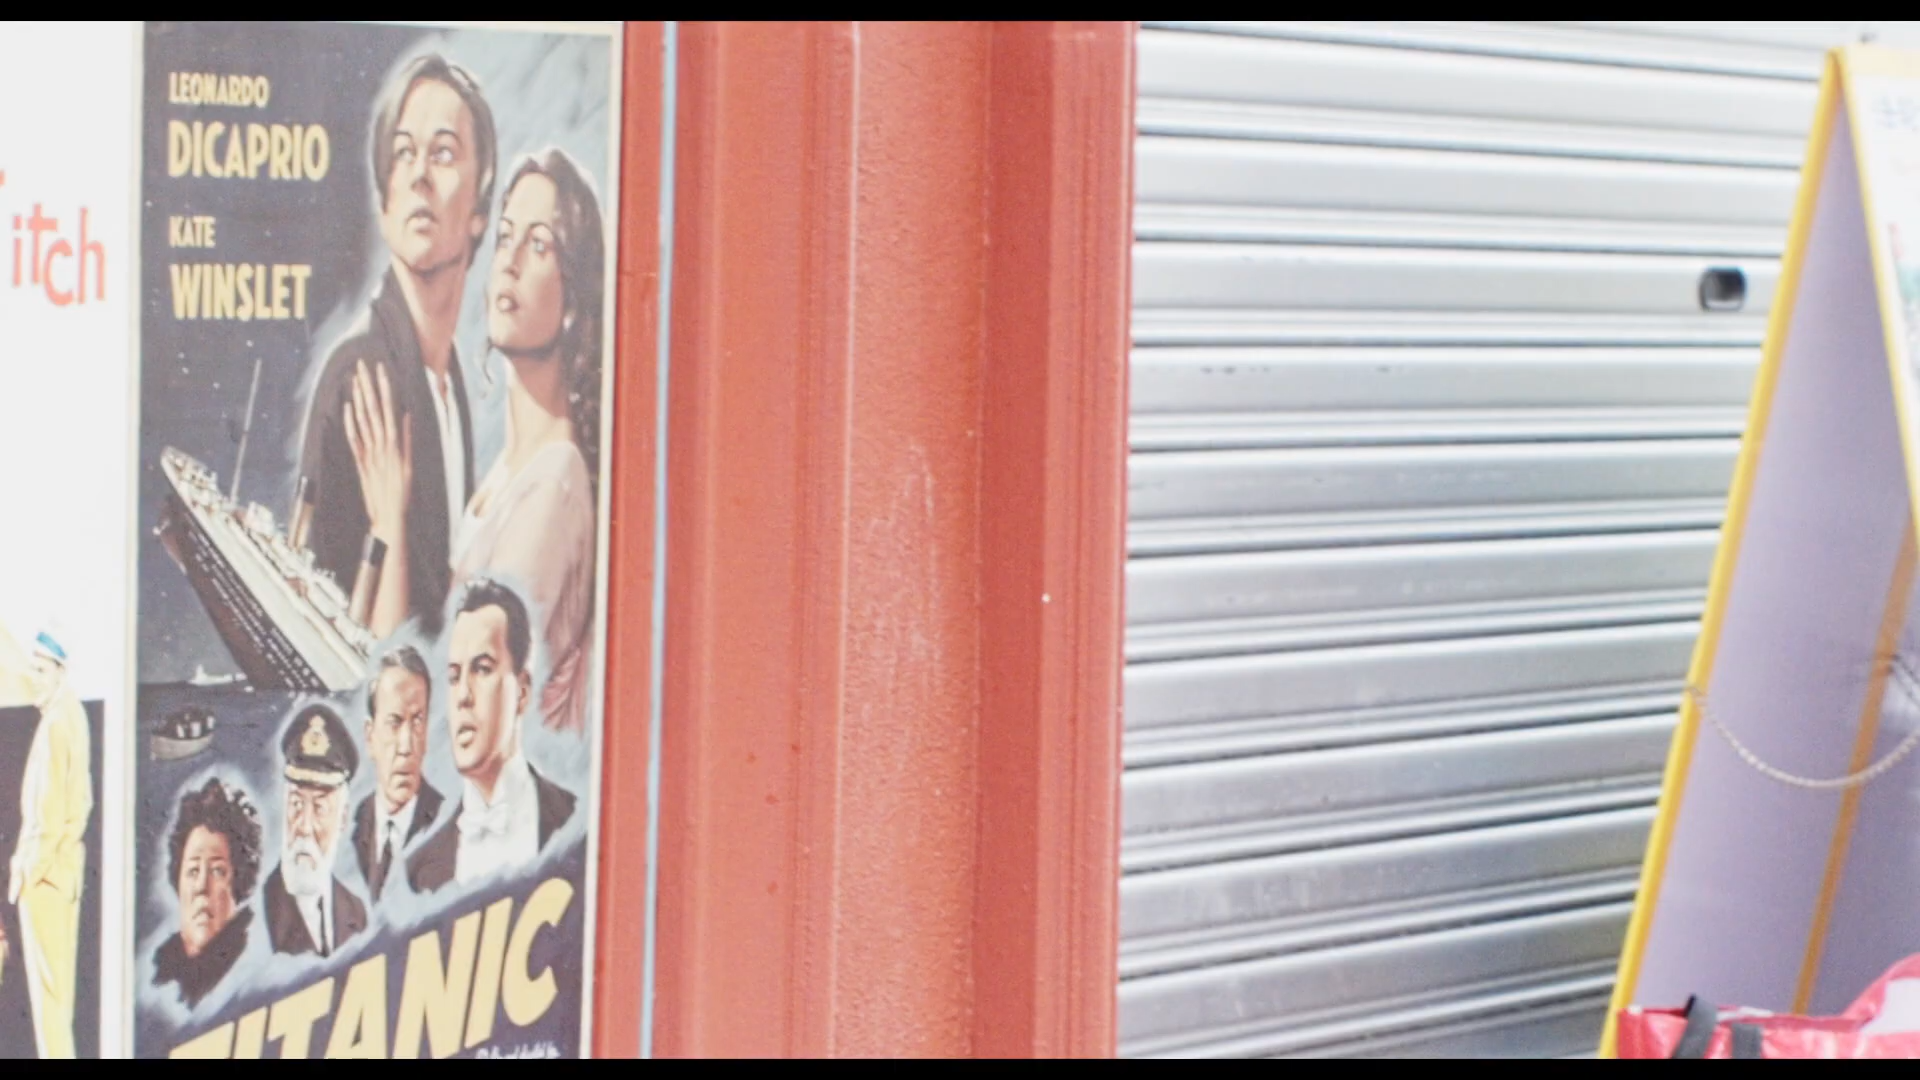 itch
LEONARDO
DICAPRIO
KATE
WINSLET
TITANIC